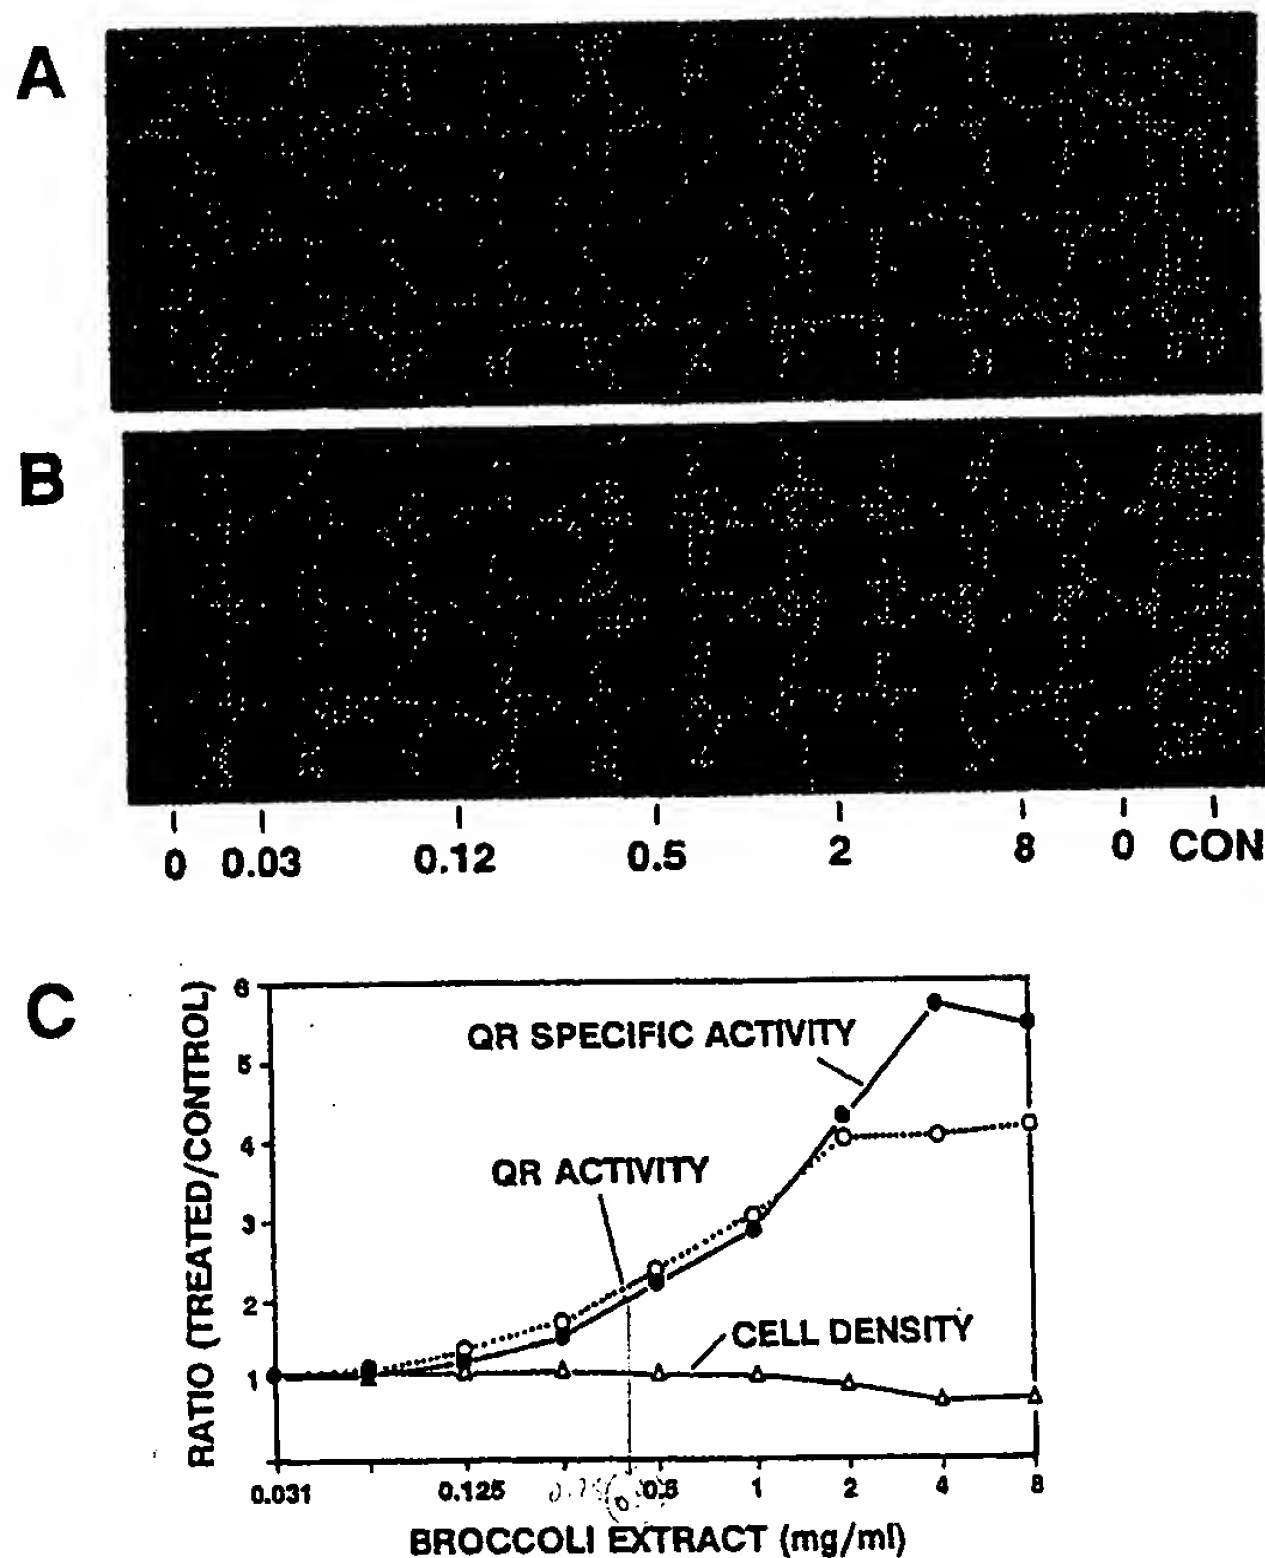 A
B
0 0.03 0.12 0.5 2 8 0 CON
C
RATIO (TREATED/CONTROL)
6
5
4
3
2
1
QR SPECIFIC ACTIVITY
QR ACTIVITY
CELL DENSITY
0.031 0.125 0.5 1 2 4 8
BROCCOLI EXTRACT (mg/ml)